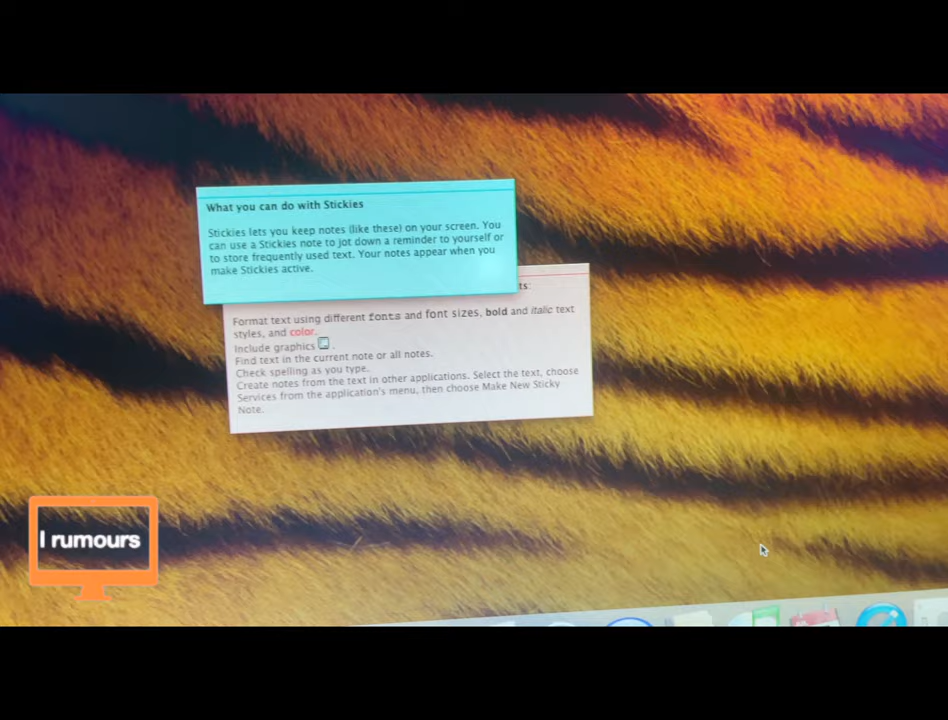 What you can do with Stickies
Stickies lets you keep notes (like these) on your screen. You
can use a Stickies note to jot down a reminder to yourself or
to store frequently used text. Your notes appear when you
make Stickies active.
ts:
Format text using different fonts and font sizes, bold and italic text
styles, and color.
Include graphics .
Find text in the current note or all notes.
Check spelling as you type.
Create notes from the text in other applications. Select the text, choose
Services from the application's menu, then choose Make New Sticky
Note.
I rumours